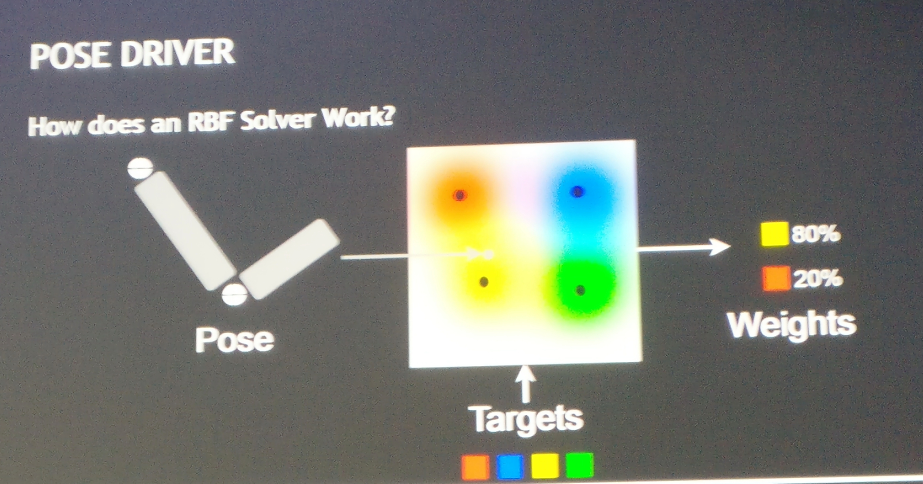 POSE DRIVER
How does an RBF Solver Work?
80%
20%
Pose
Weights
Targets